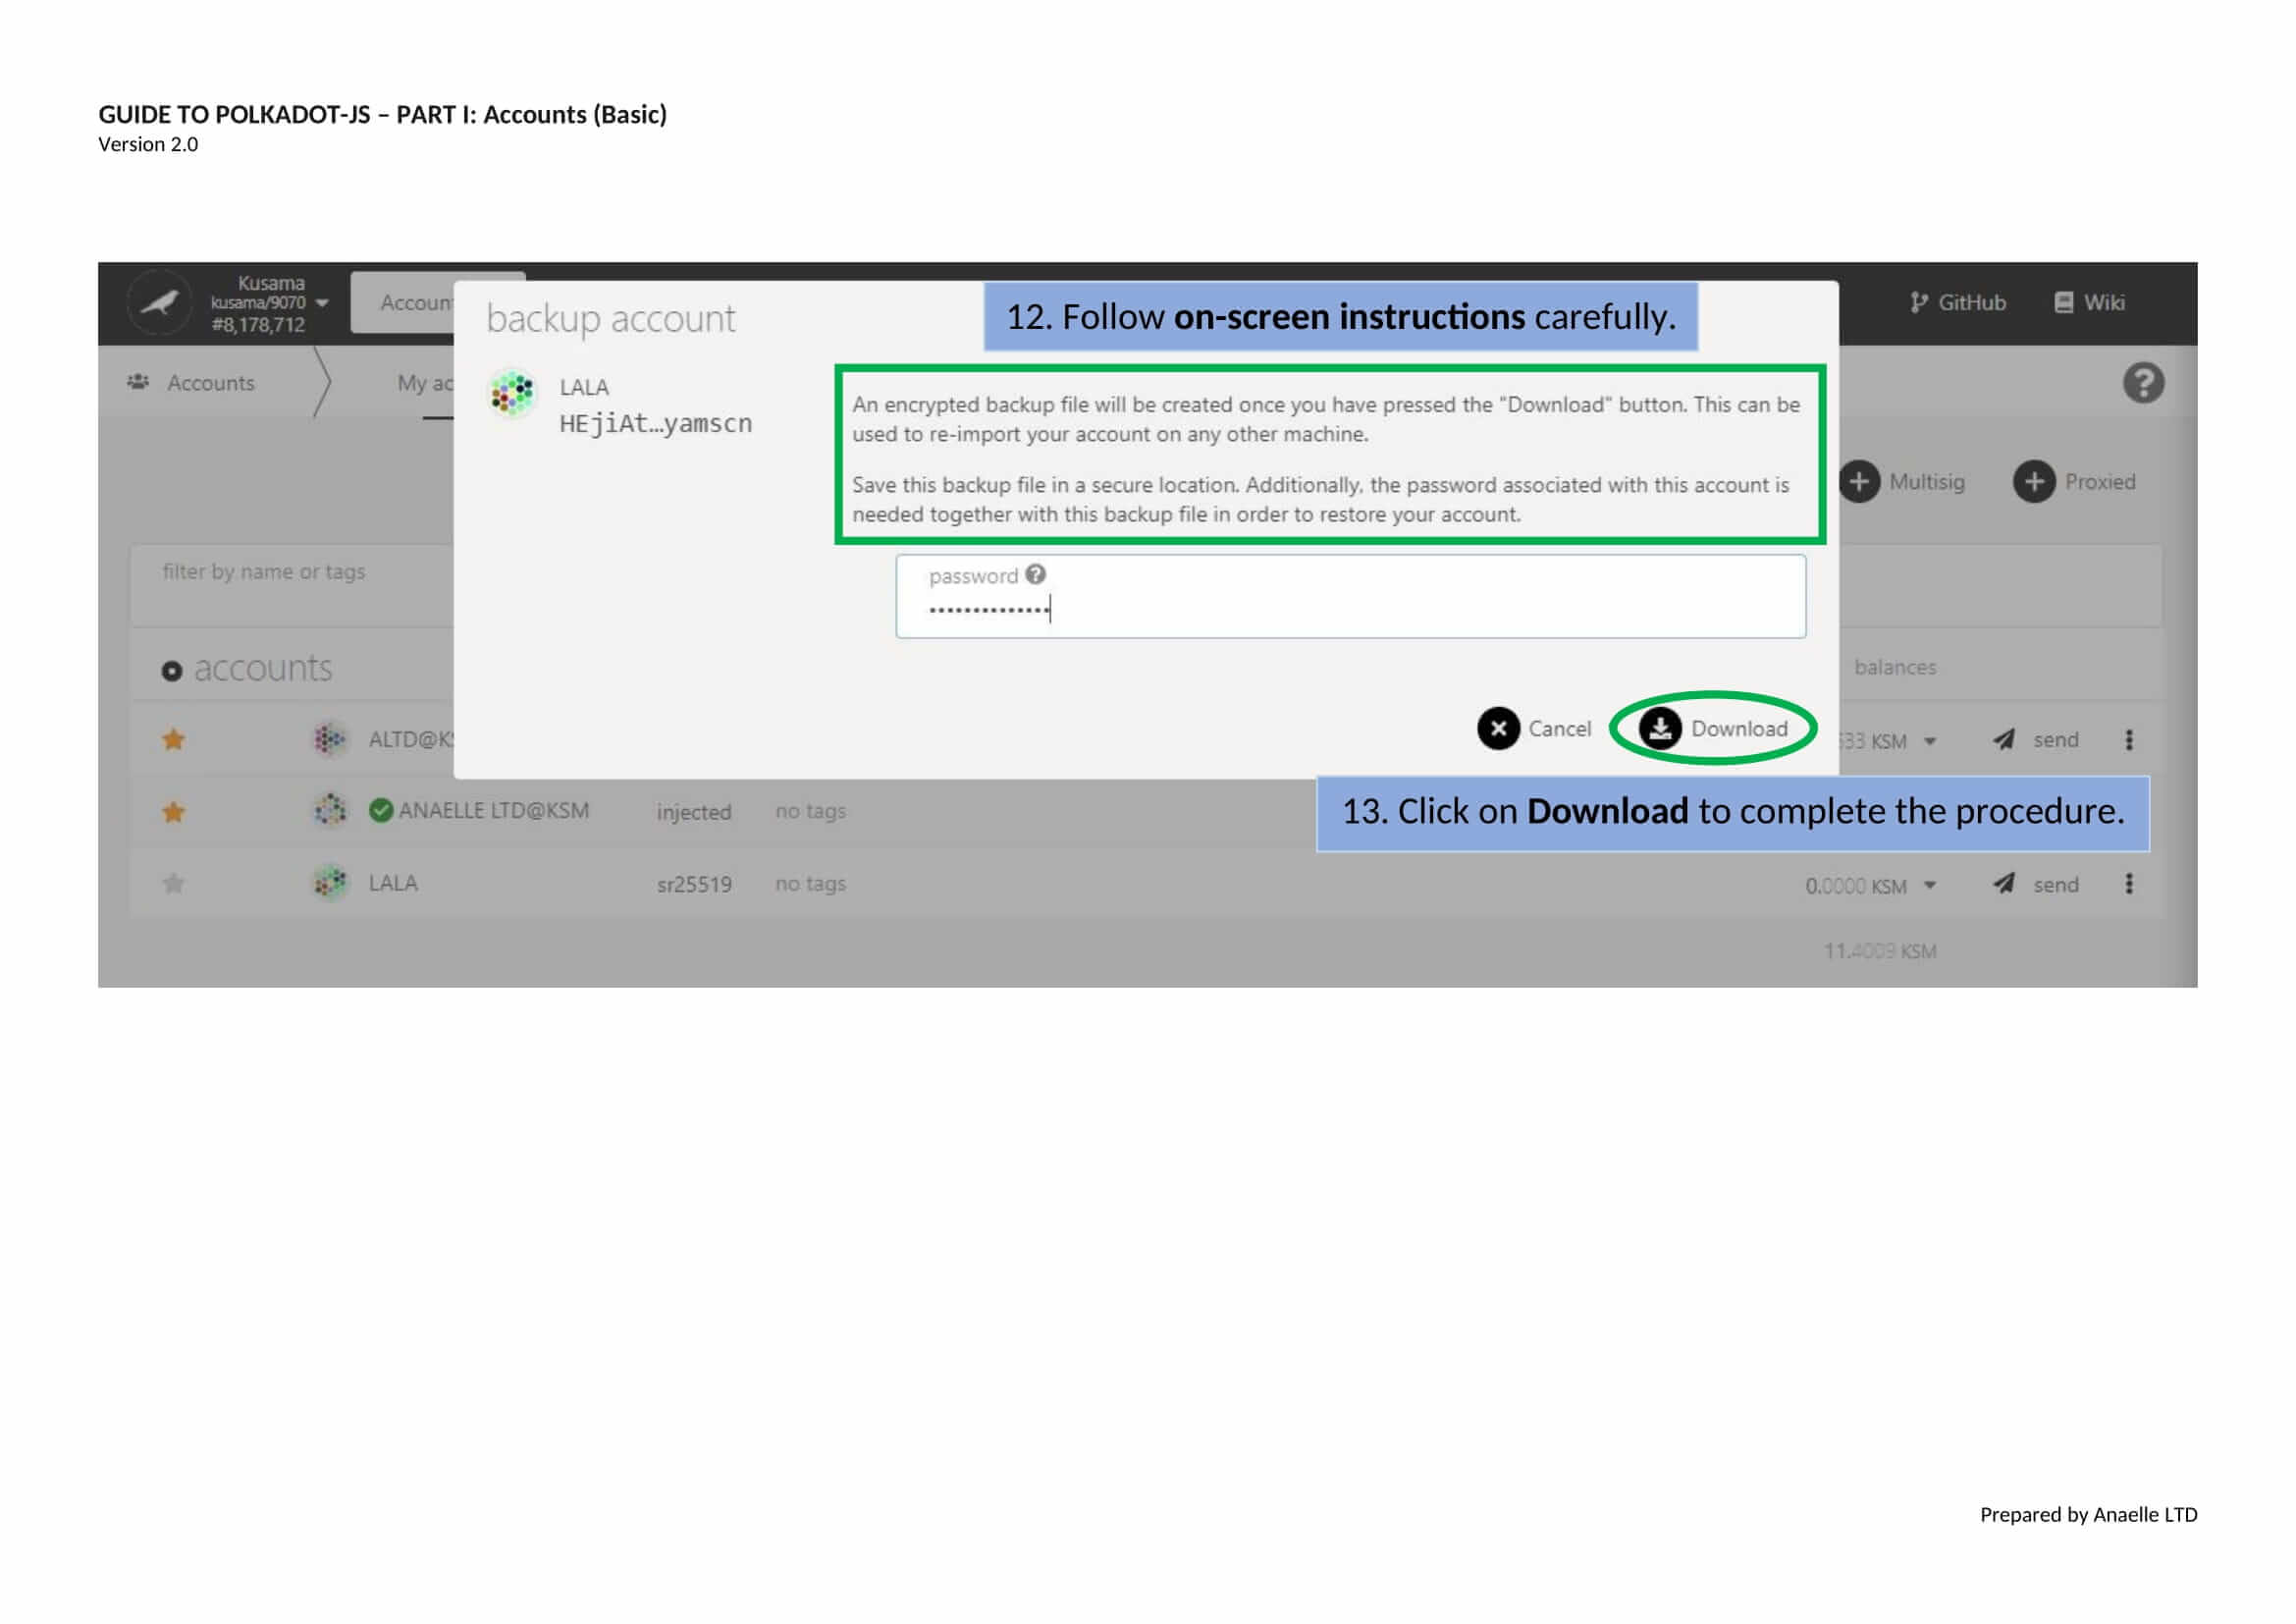 GUIDE TO POLKADOT-JS – PART I: Accounts (Basic)
Version 2.0
Kusama
kusama/9070
#8,178,712
Accoun
GitHub
Wiki
backup account
12. Follow on-screen instructions carefully.
Accounts
My ac
LALA
HEjiAt…yamscn
An encrypted backup file will be created once you have pressed the "Download" button. This can be
used to re-import your account on any other machine.
Save this backup file in a secure location. Additionally, the password associated with this account is
needed together with this backup file in order to restore your account.
Multisig
Proxied
filter by name or tags
password
accounts
balances
Cancel
Download
ALTD@K
33 KSM
send
13. Click on Download to complete the procedure.
ANAELLE LTD@KSM
injected
no tags
LALA
sr25519
no tags
0.0000 KSM
send
11.4009 KSM
Prepared by Anaelle LTD